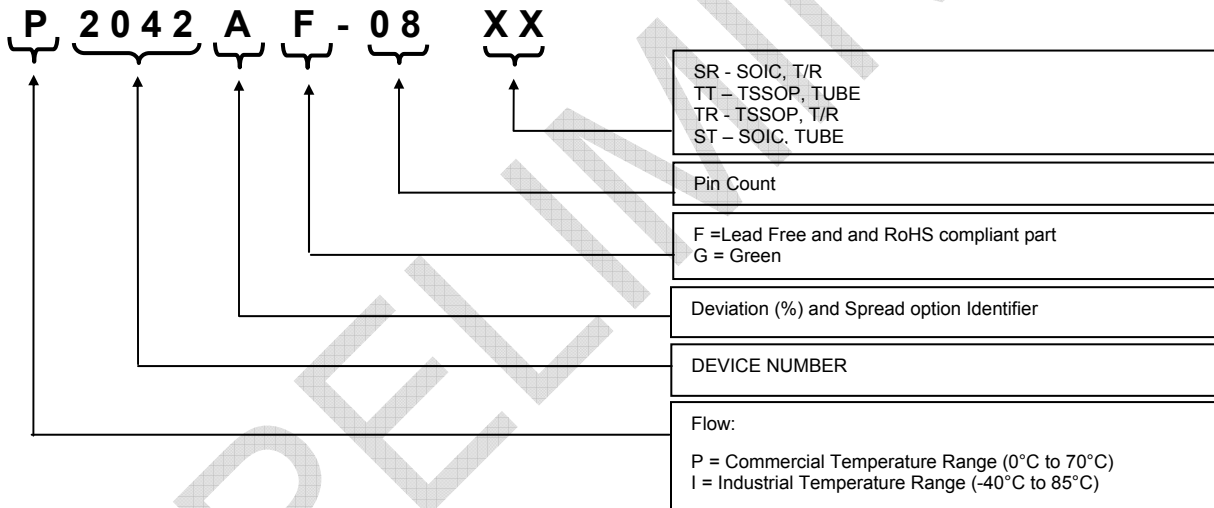 P 2042 A F - 08 XX
SR - SOIC, T/R
TT – TSSOP, TUBE
TR - TSSOP, T/R
ST – SOIC. TUBE
Pin Count
F =Lead Free and and RoHS compliant part
G = Green
Deviation (%) and Spread option Identifier
DEVICE NUMBER
Flow:
P = Commercial Temperature Range (0°C to 70°C)
I = Industrial Temperature Range (-40°C to 85°C)